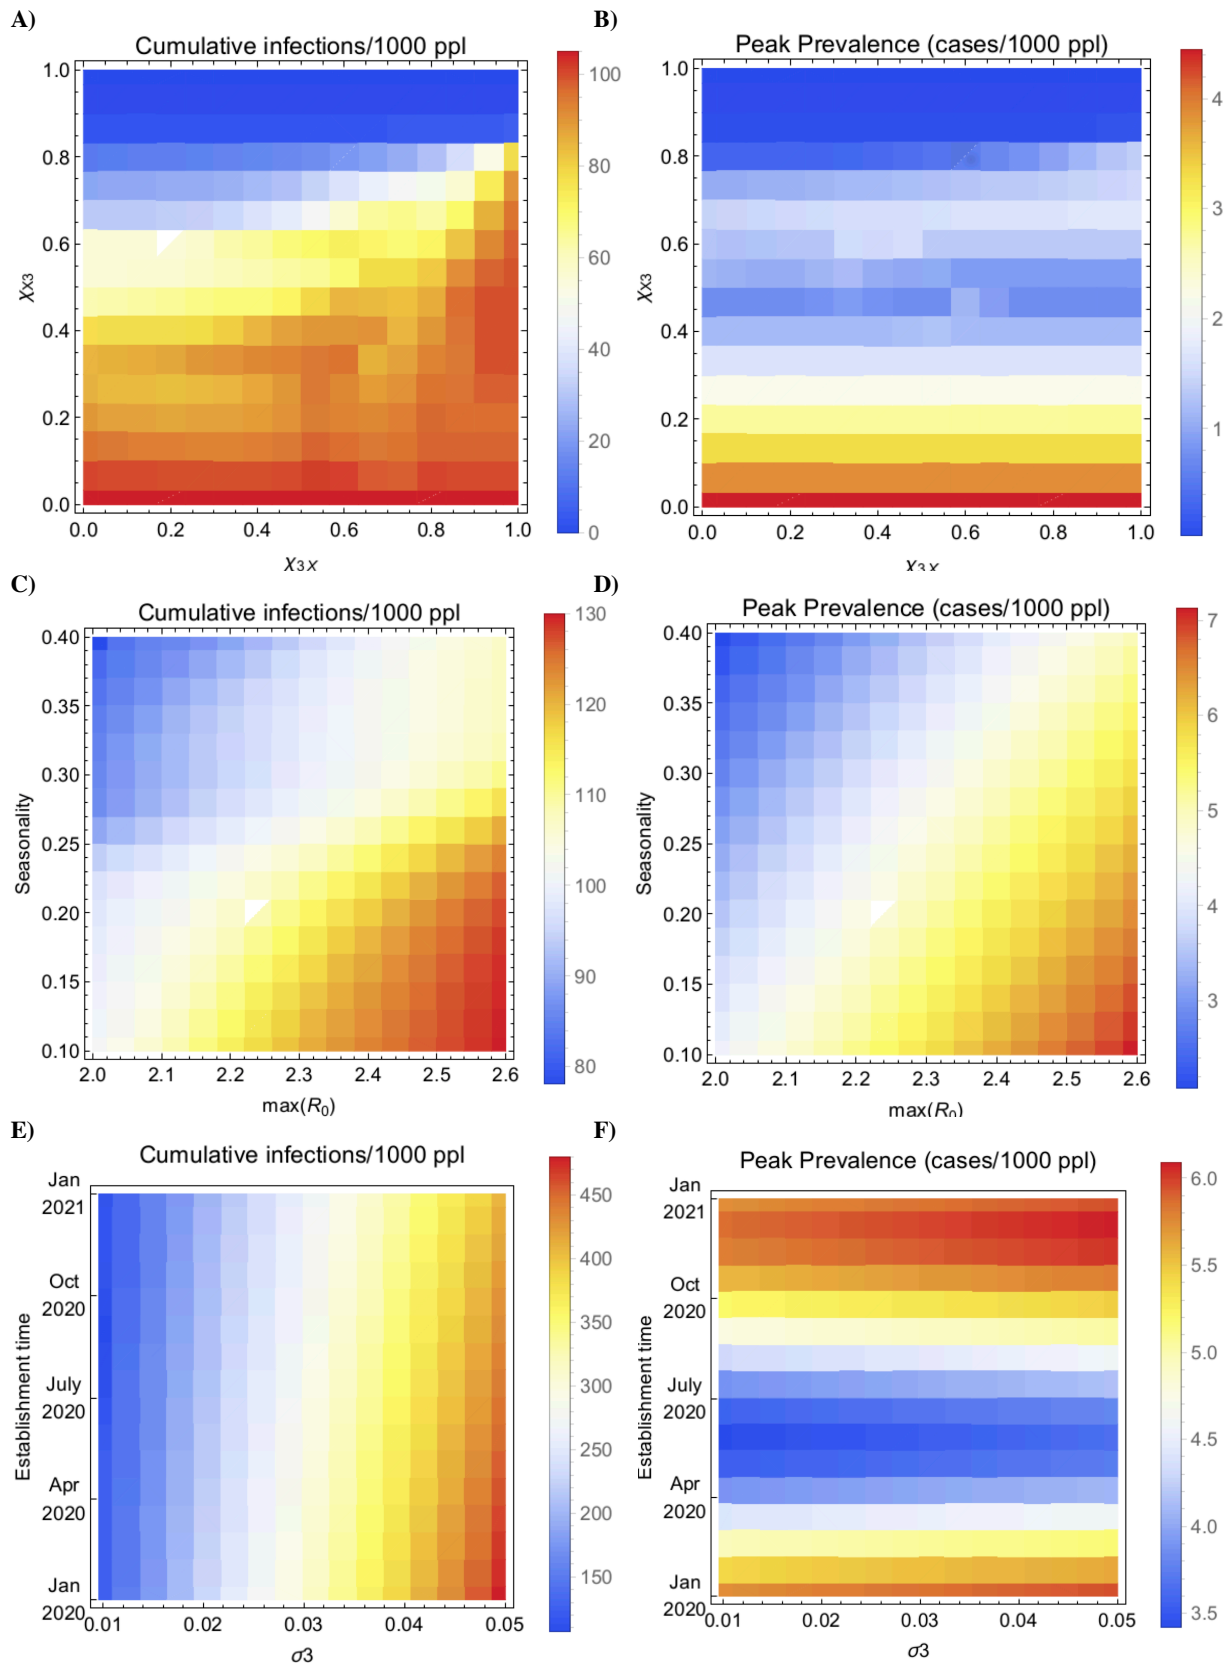 A)
Cumulative infections/1000 ppl
1.0
0.8
0.6
0.4
0.2
0.0
χX3
0.0 0.2 0.4 0.6 0.8 1.0
χ3X
100
80
60
40
20
0
B)
Peak Prevalence (cases/1000 ppl)
1.0
0.8
0.6
0.4
0.2
0.0
χX3
0.0 0.2 0.4 0.6 0.8 1.0
χ3X
4
3
2
1
C)
Cumulative infections/1000 ppl
0.40
0.35
0.30
0.25
0.20
0.15
0.10
Seasonality
2.0 2.1 2.2 2.3 2.4 2.5 2.6
max(R0)
130
120
110
100
90
80
D)
Peak Prevalence (cases/1000 ppl)
0.40
0.35
0.30
0.25
0.20
0.15
0.10
Seasonality
2.0 2.1 2.2 2.3 2.4 2.5 2.6
max(R0)
7
6
5
4
3
E)
Cumulative infections/1000 ppl
Jan
2021
Oct
2020
July
2020
Apr
2020
Jan
2020
Establishment time
0.01 0.02 0.03 0.04 0.05
σ3
450
400
350
300
250
200
150
F)
Peak Prevalence (cases/1000 ppl)
Jan
2021
Oct
2020
July
2020
Apr
2020
Jan
2020
Establishment time
0.01 0.02 0.03 0.04 0.05
σ3
6.0
5.5
5.0
4.5
4.0
3.5